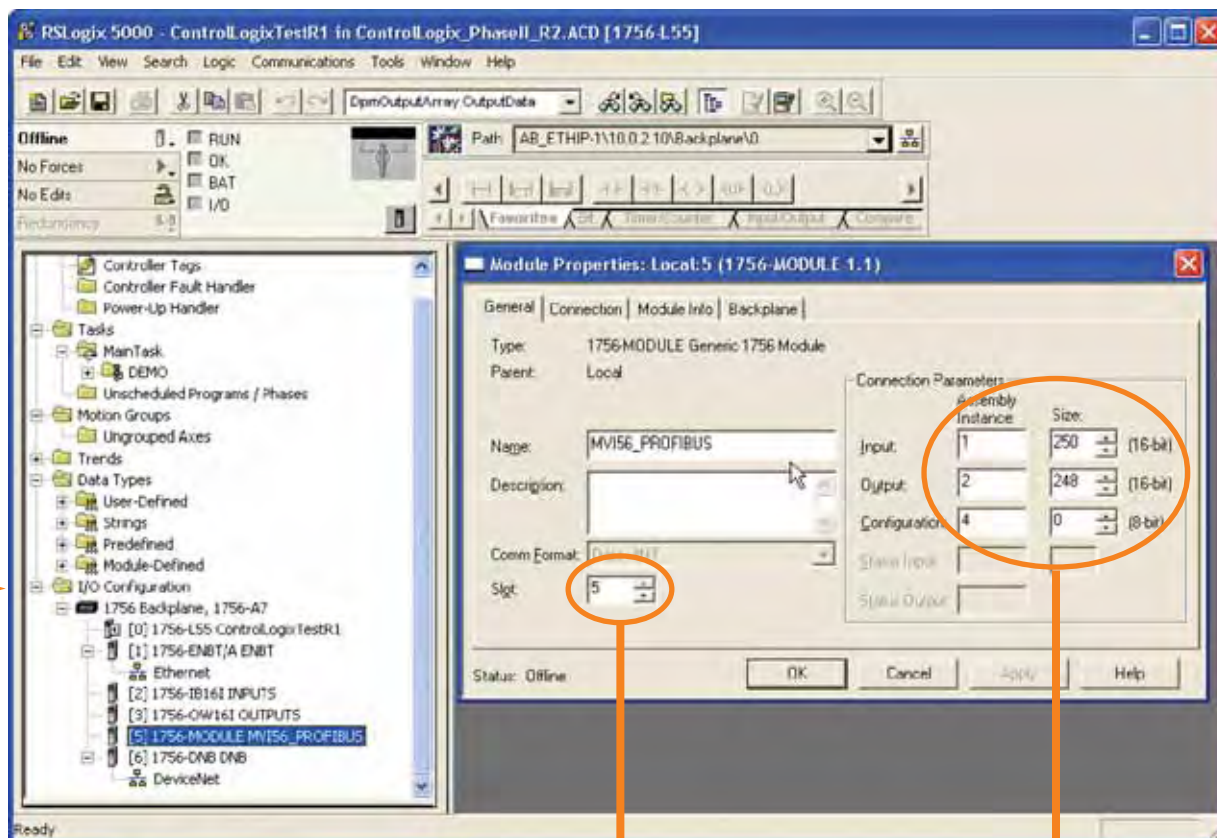 RSLogix 5000 - ControlLogixTestR1 in ControlLogix_PhaseII_R2.ACD [1756-L55]
File Edit View Search Logic Communications Tools Window Help
DpmOutputArray.OutputData
Offline
RUN
Path: AB_ETHIP-1\10.0.2.10\Backplane\0
No Forces
OK
No Edits
BAT
I/O
Redundancy
Favorites Bit Timer/Counter Input/Output Compare
Controller Tags
Controller Fault Handler
Power-Up Handler
Tasks
MainTask
DEMO
Unscheduled Programs / Phases
Motion Groups
Ungrouped Axes
Trends
Data Types
User-Defined
Strings
Predefined
Module-Defined
I/O Configuration
1756 Backplane, 1756-A7
[0] 1756-L55 ControlLogixTestR1
[1] 1756-ENBT/A ENBT
Ethernet
[2] 1756-IB16I INPUTS
[3] 1756-OW16I OUTPUTS
[5] 1756-MODULE MVI56_PROFIBUS
[6] 1756-DNB DNB
DeviceNet
Module Properties: Local:5 (1756-MODULE 1.1)
General Connection Module Info Backplane
Type: 1756-MODULE Generic 1756 Module
Parent: Local
Connection Parameters
Assembly Instance: Size:
Name: MVI56_PROFIBUS
Input: 1 250 (16-bit)
Description:
Output: 2 248 (16-bit)
Configuration: 4 0 (8-bit)
Comm Format: Data - INT
Status Input:
Slot: 5
Status Output:
Status: Offline
OK Cancel Apply Help
Ready